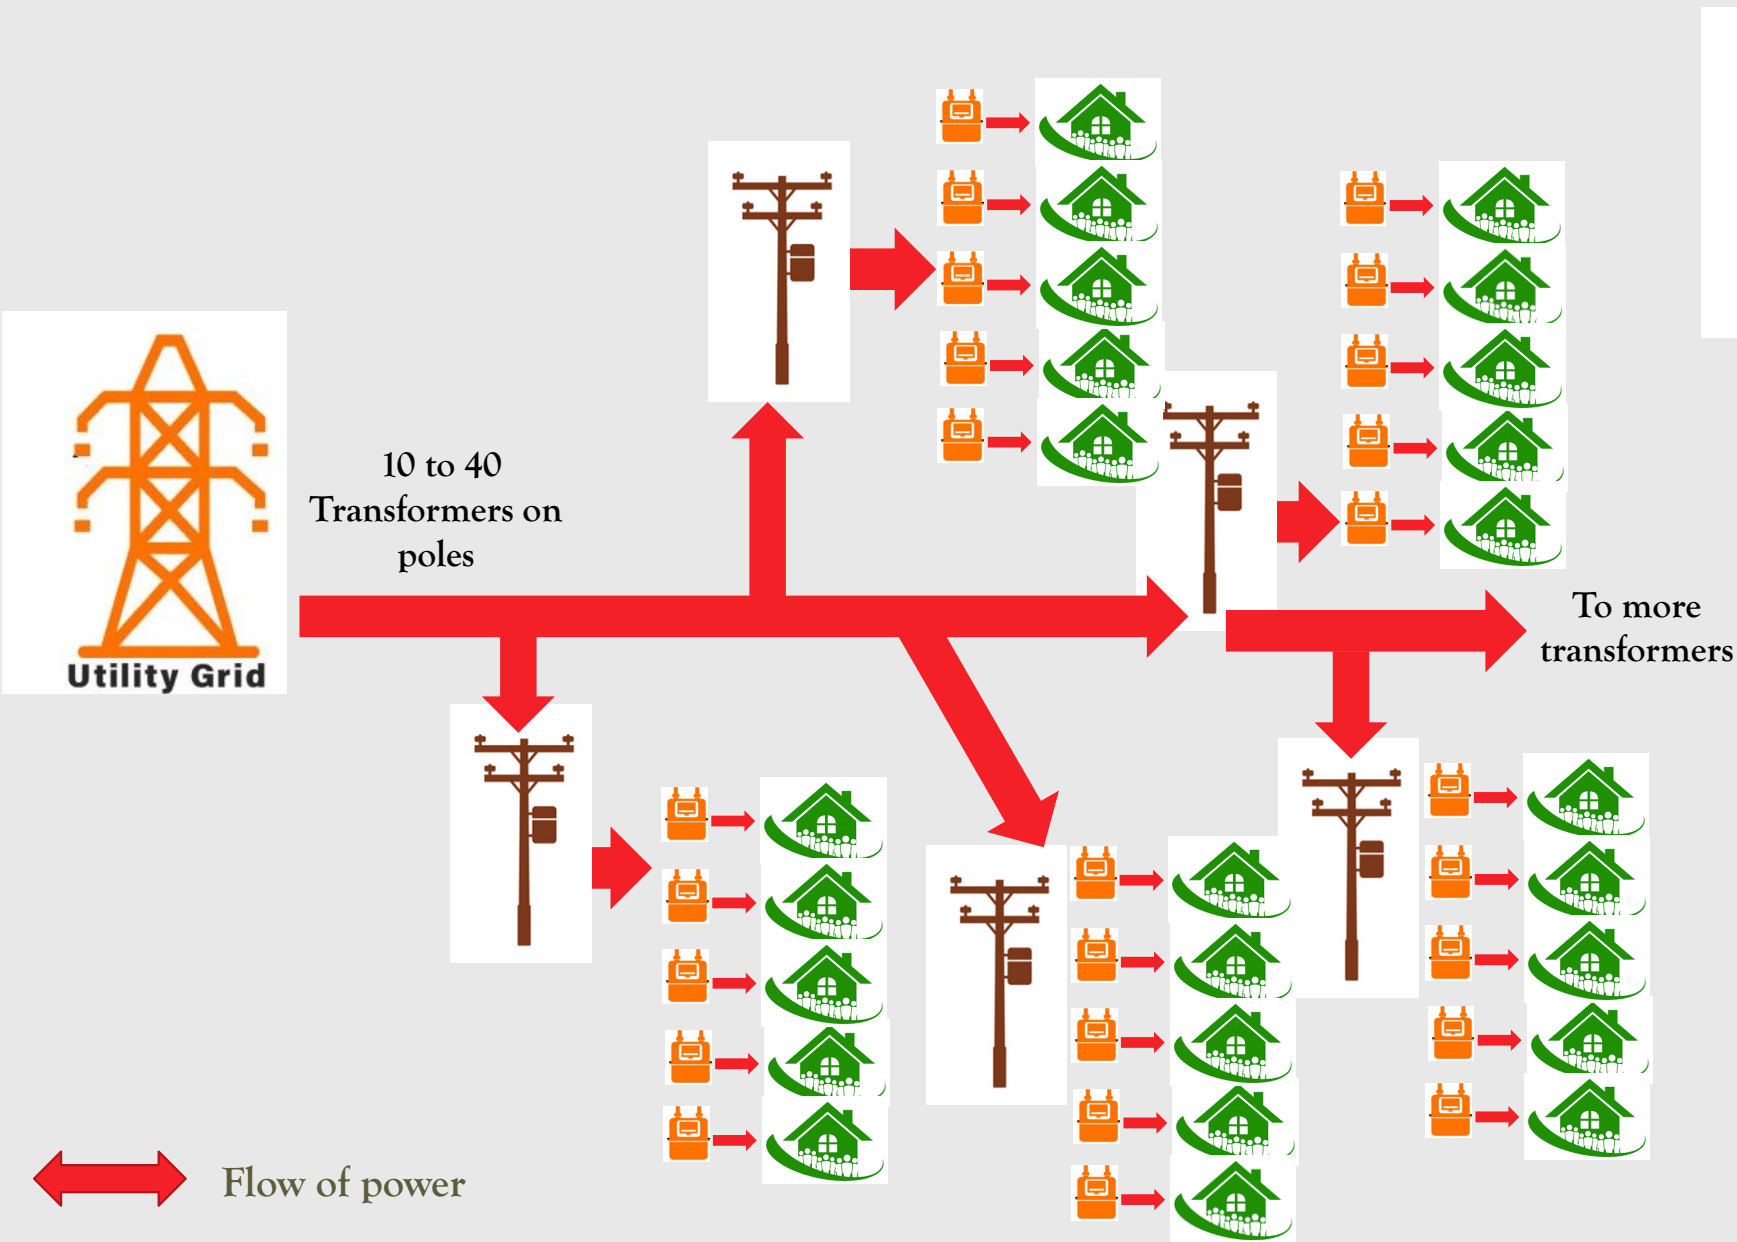 10 to 40
Transformers on
poles
Utility Grid
To more
transformers
Flow of power